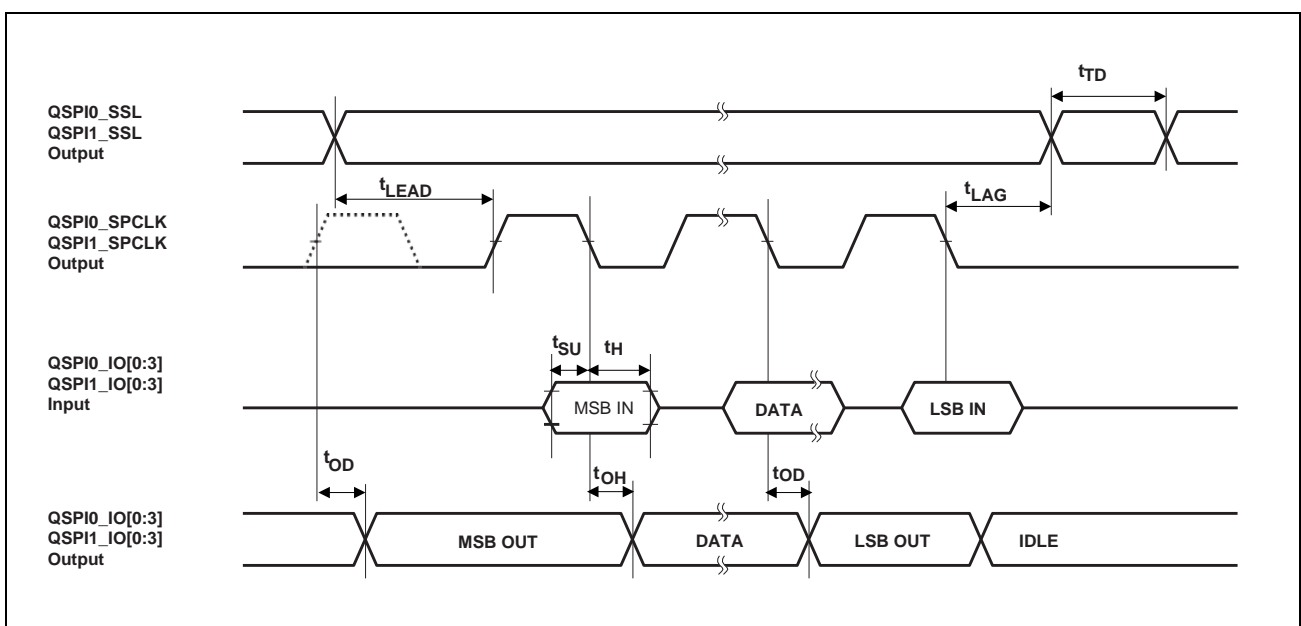 tTD
QSPI0_SSL
QSPI1_SSL
Output
tLEAD
tLAG
QSPI0_SPCLK
QSPI1_SPCLK
Output
tSU tH
QSPI0_IO[0:3]
QSPI1_IO[0:3]
Input
MSB IN DATA LSB IN
tOD tOH tOD
QSPI0_IO[0:3]
QSPI1_IO[0:3]
Output
MSB OUT DATA LSB OUT IDLE